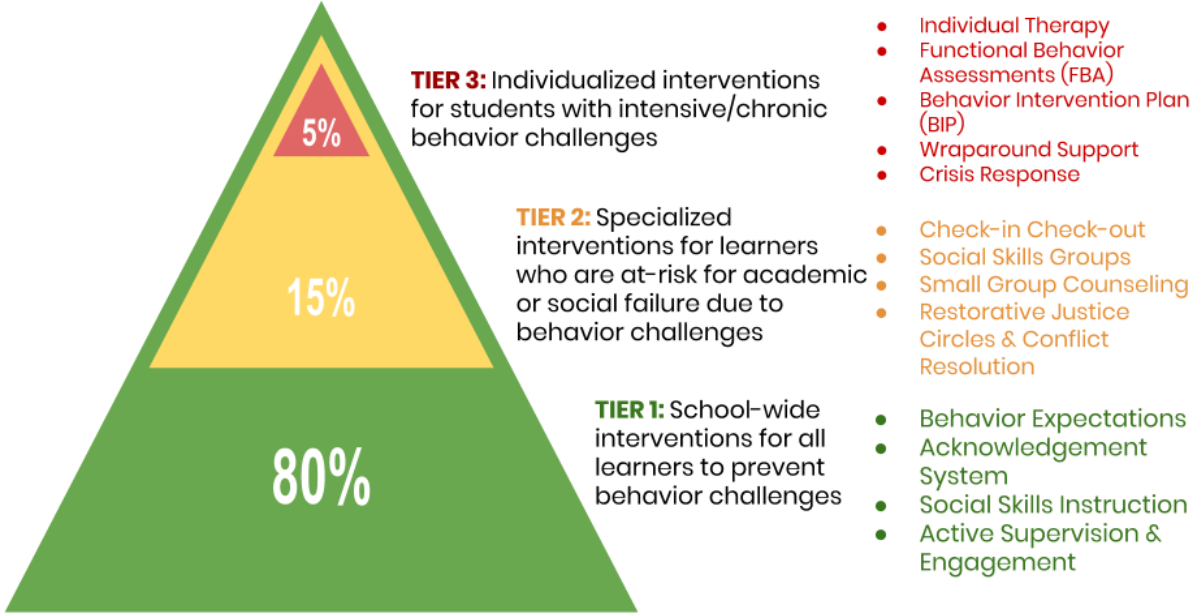 5%
15%
80%
TIER 3: Individualized interventions
for students with intensive/chronic
behavior challenges
TIER 2: Specialized
interventions for learners
who are at-risk for academic
or social failure due to
behavior challenges
TIER 1: School-wide
interventions for all
learners to prevent
behavior challenges
● Individual Therapy
● Functional Behavior
Assessments (FBA)
● Behavior Intervention Plan
(BIP)
● Wraparound Support
● Crisis Response
● Check-in Check-out
● Social Skills Groups
● Small Group Counseling
● Restorative Justice
Circles & Conflict
Resolution
● Behavior Expectations
● Acknowledgement
System
● Social Skills Instruction
● Active Supervision &
Engagement